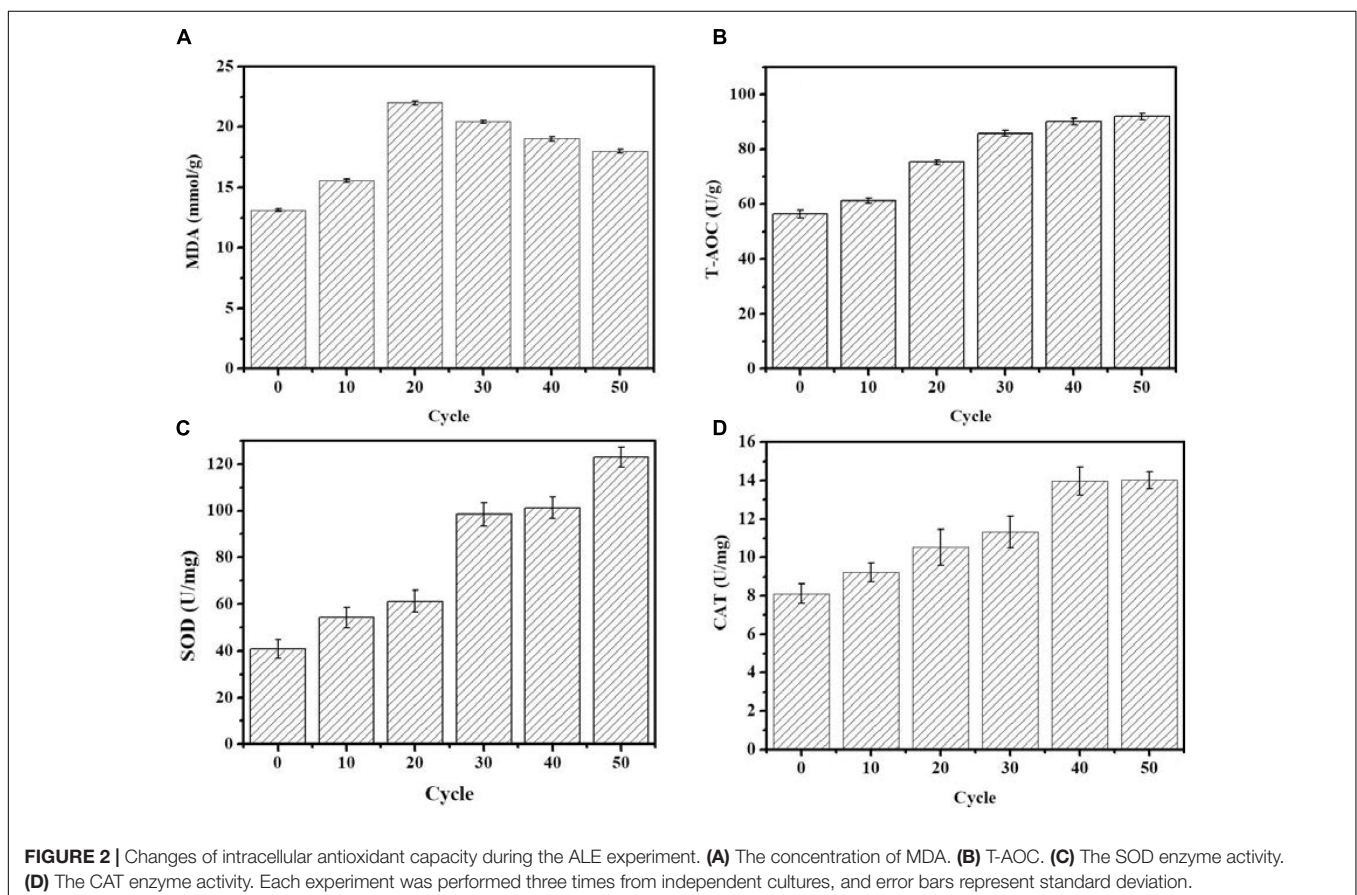 A
25
20
15
10
5
0
MDA (mmol/g)
0 10 20 30 40 50
Cycle
B
100
80
60
40
20
0
T-AOC (U/g)
0 10 20 30 40 50
Cycle
C
120
100
80
60
40
20
0
SOD (U/mg)
0 10 20 30 40 50
Cycle
D
16
14
12
10
8
6
4
2
0
CAT (U/mg)
0 10 20 30 40 50
Cycle
FIGURE 2 | Changes of intracellular antioxidant capacity during the ALE experiment. (A) The concentration of MDA. (B) T-AOC. (C) The SOD enzyme activity.
(D) The CAT enzyme activity. Each experiment was performed three times from independent cultures, and error bars represent standard deviation.